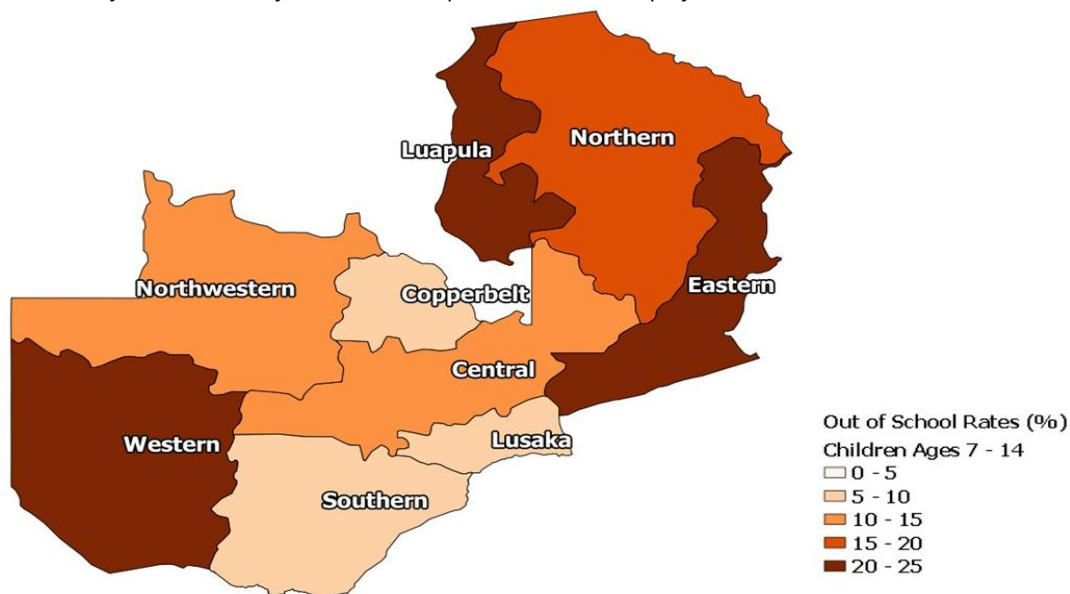 Luapula
Northern
Northwestern
Copperbelt
Eastern
Central
Western
Lusaka
Southern
Out of School Rates (%)
Children Ages 7 - 14
0 - 5
5 - 10
10 - 15
15 - 20
20 - 25